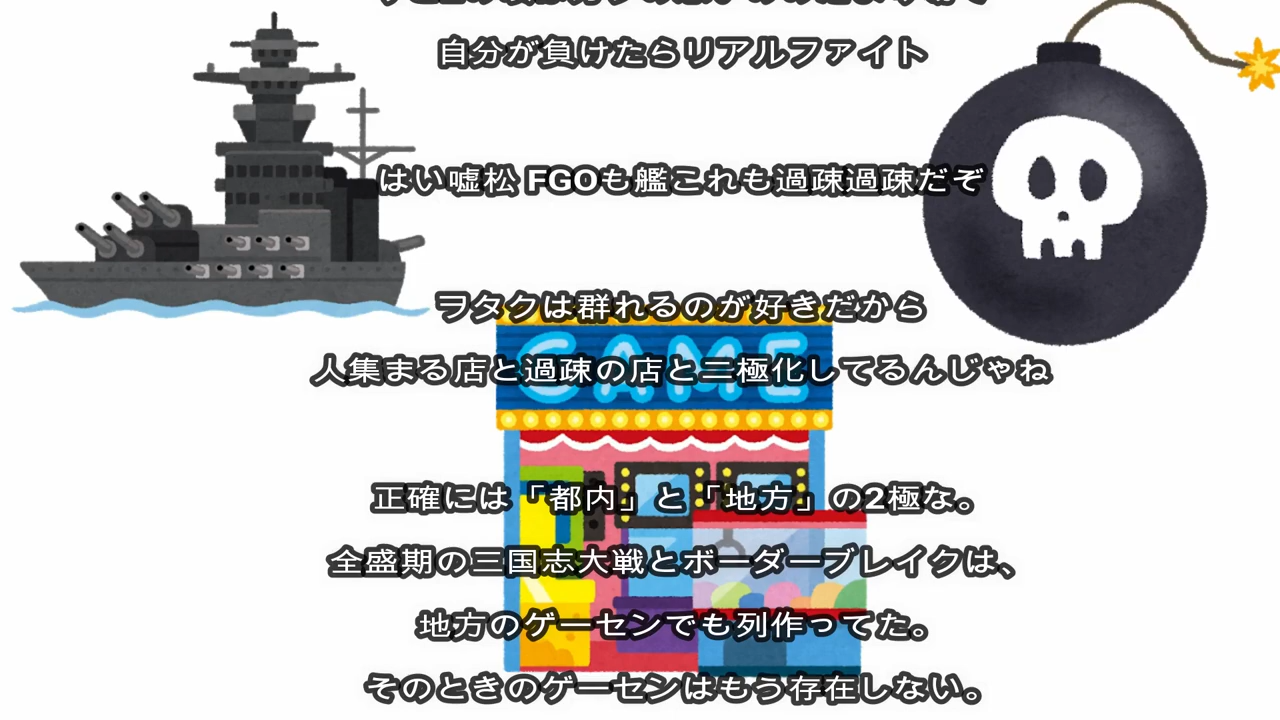 自分が負けたらリアルファイト
はい嘘松 FGOも艦これも過疎過疎だぞ
ヲタクは群れるのが好きだから
GAME
人集まる店と過疎の店と二極化してるんじゃね
正確には「都内」と「地方」の2極な。
全盛期の三国志大戦とボーダーブレイクは、
地方のゲーセンでも列作ってた。
そのときのゲーセンはもう存在しない。